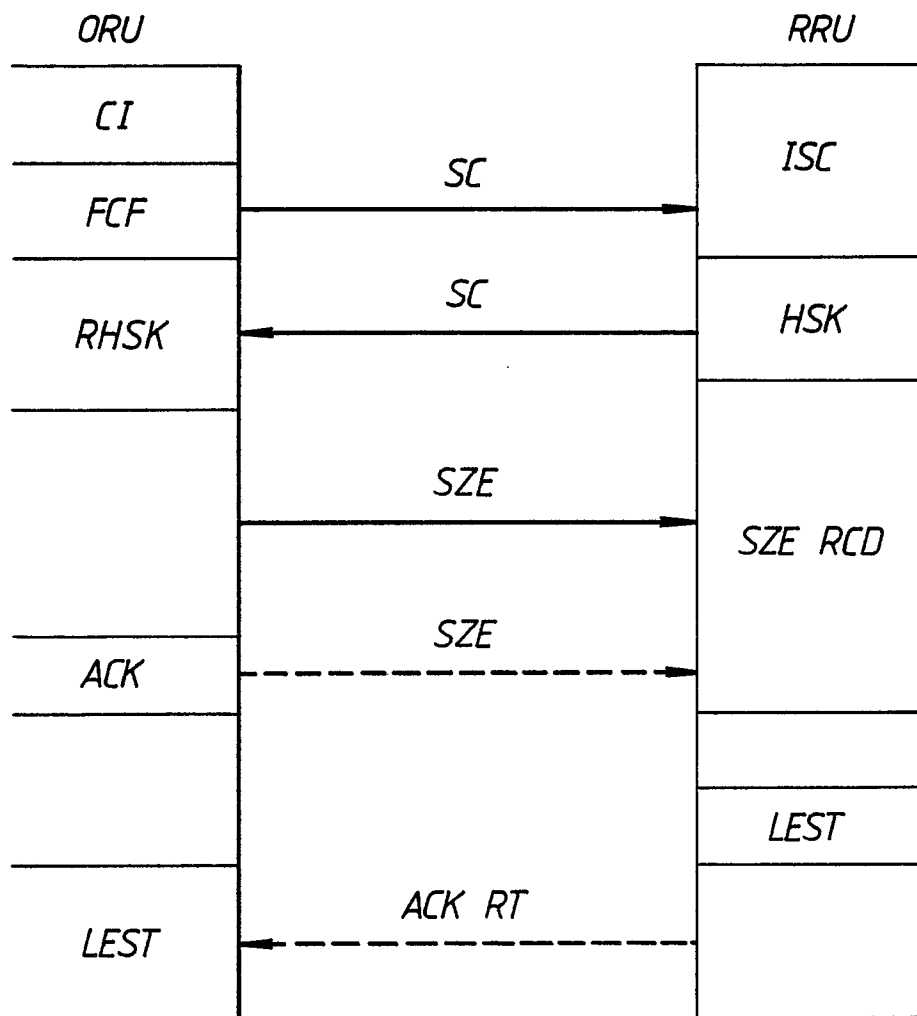 ORU
RRU
CI
ISC
SC
FCF
SC
RHSK
HSK
SZE
SZE RCD
SZE
ACK
LEST
ACK RT
LEST